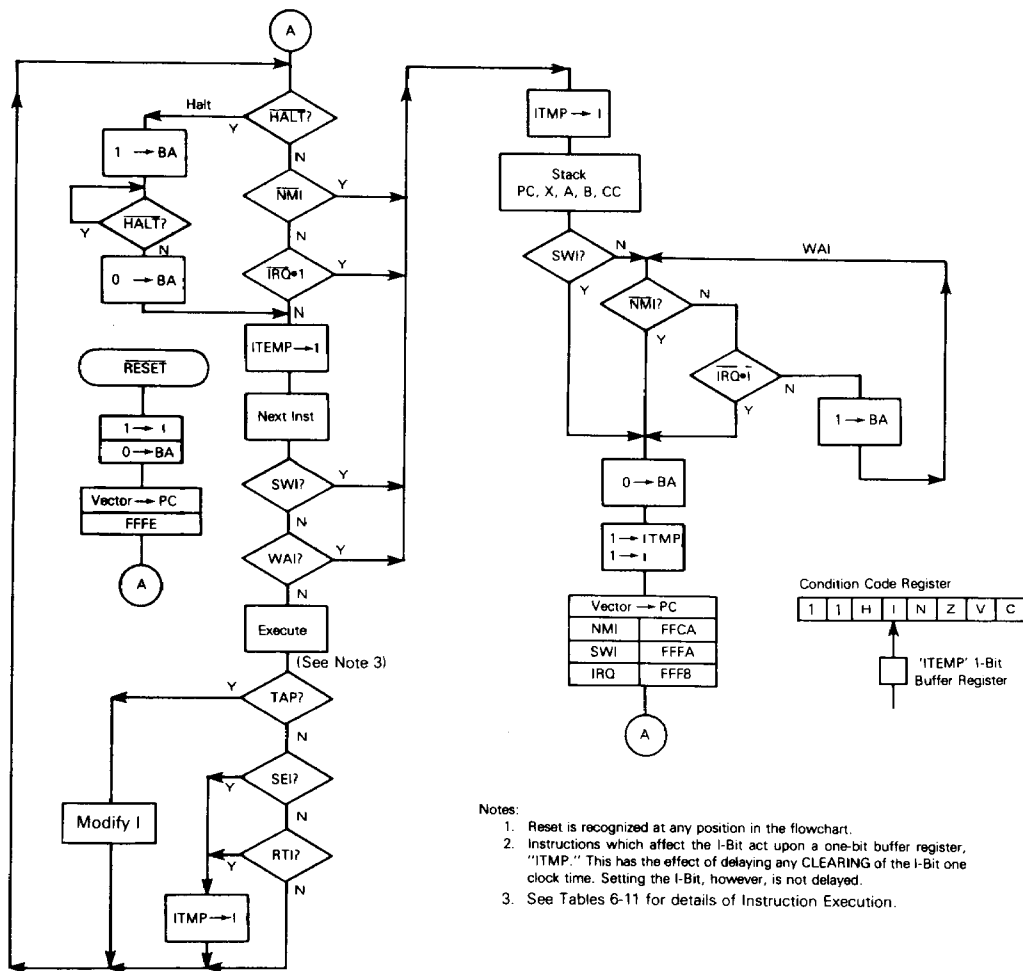 A
Halt
HALT?
Y
N
1 → BA
NMI
Y
N
HALT?
Y
N
IRQ•1
Y
N
0 → BA
ITEMP→1
RESET
1 → I
0→BA
Vector → PC
FFFE
A
Next Inst
SWI?
Y
N
WAI?
Y
N
Execute
(See Note 3)
TAP?
Y
N
SEI?
Y
N
Modify I
RTI?
Y
N
ITMP→I
ITMP → I
Stack
PC, X, A, B, CC
SWI?
N
Y
WAI
NMI?
N
Y
IRQ•I
N
Y
1 → BA
0 → BA
1 → ITMP
1 → I
Vector → PC
NMI FFCA
SWI FFFA
IRQ FFF8
A
Condition Code Register
1 1 H I N Z V C
'ITEMP' 1-Bit
Buffer Register
Notes:
1. Reset is recognized at any position in the flowchart.
2. Instructions which affect the I-Bit act upon a one-bit buffer register,
"ITMP." This has the effect of delaying any CLEARING of the I-Bit one
clock time. Setting the I-Bit, however, is not delayed.
3. See Tables 6-11 for details of Instruction Execution.